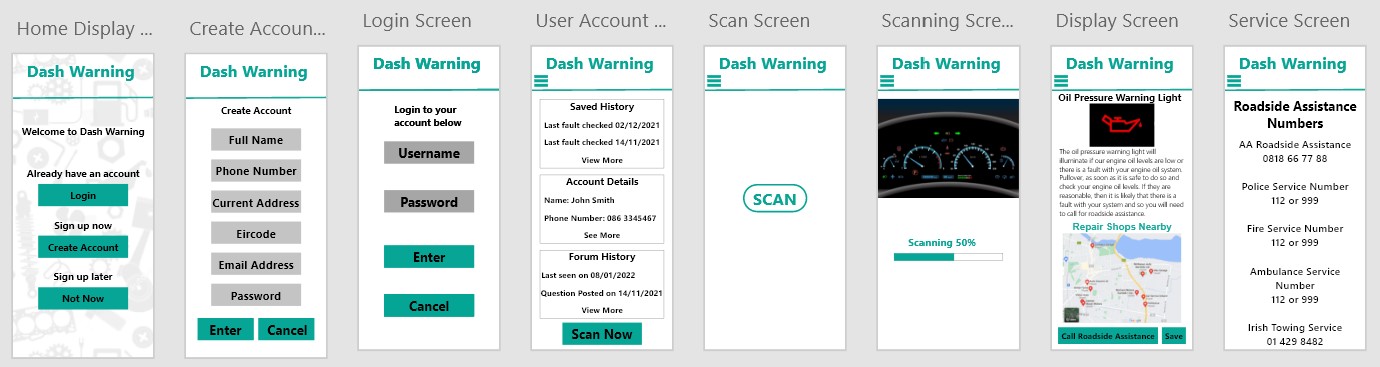 Home Display ...
Dash Warning
Welcome to Dash Warning
Already have an account
Login
Sign up now
Create Account
Sign up later
Not Now
Create Accoun...
Dash Warning
Create Account
Full Name
Phone Number
Current Address
Eircode
Email Address
Password
Enter
Cancel
Login Screen
Dash Warning
Login to your
account below
Username
Password
Enter
Cancel
User Account ...
Dash Warning
Saved History
Last fault checked 02/12/2021
Last fault checked 14/11/2021
View More
Account Details
Name: John Smith
Phone Number: 086 3345467
See More
Forum History
Last seen on 08/01/2022
Question Posted on 14/11/2021
View More
Scan Now
Scan Screen
Dash Warning
SCAN
Scanning Scre...
Dash Warning
Scanning 50%
Display Screen
Dash Warning
Oil Pressure Warning Light
The oil pressure warning light will
illuminate if our engine oil levels are low or
there is a fault with your engine oil system.
Pullover, as soon as it is safe to do so and
check your engine oil levels. If they are
reasonable, then it is likely that there is a
fault with your system and so you will need
to call for roadside assistance.
Repair Shops Nearby
Call Roadside Assistance
Save
Service Screen
Dash Warning
Roadside Assistance
Numbers
AA Roadside Assistance
0818 66 77 88
Police Service Number
112 or 999
Fire Service Number
112 or 999
Ambulance Service
Number
112 or 999
Irish Towing Service
01 429 8482